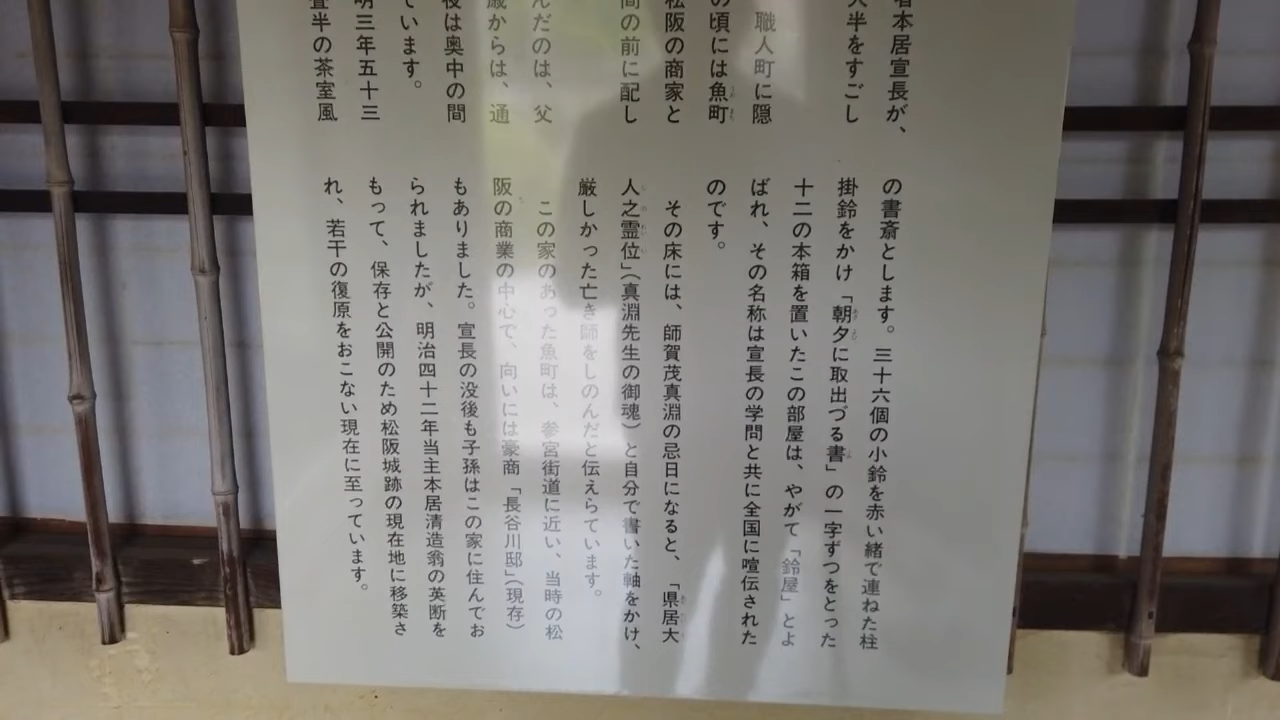 者本居宣長が、
大半をすごし
職人町に隠
の頃には魚町
松阪の商家と
間の前に配し
んだのは、父
歳からは、通
夜は奥中の間
ています。
明三年五十三
畳半の茶室風
の書斎とします。三十六個の小鈴を赤い緒で連ねた柱
掛鈴をかけ「朝夕に取出づる書」の一字ずつをとった
十二の本箱を置いたこの部屋は、やがて「鈴屋」とよ
ばれ、その名称は宣長の学問と共に全国に喧伝された
のです。
その床には、師賀茂真淵の忌日になると、「県居大
人之霊位」（真淵先生の御魂）と自分で書いた軸をかけ、
厳しかった亡き師をしのんだと伝えらています。
この家のあった魚町は、参宮街道に近い、当時の松
阪の商業の中心で、向いには豪商「長谷川邸」（現存）
もありました。宣長の没後も子孫はこの家に住んでお
られましたが、明治四十二年当主本居清造翁の英断を
もって、保存と公開のため松阪城跡の現在地に移築さ
れ、若干の復原をおこない現在に至っています。